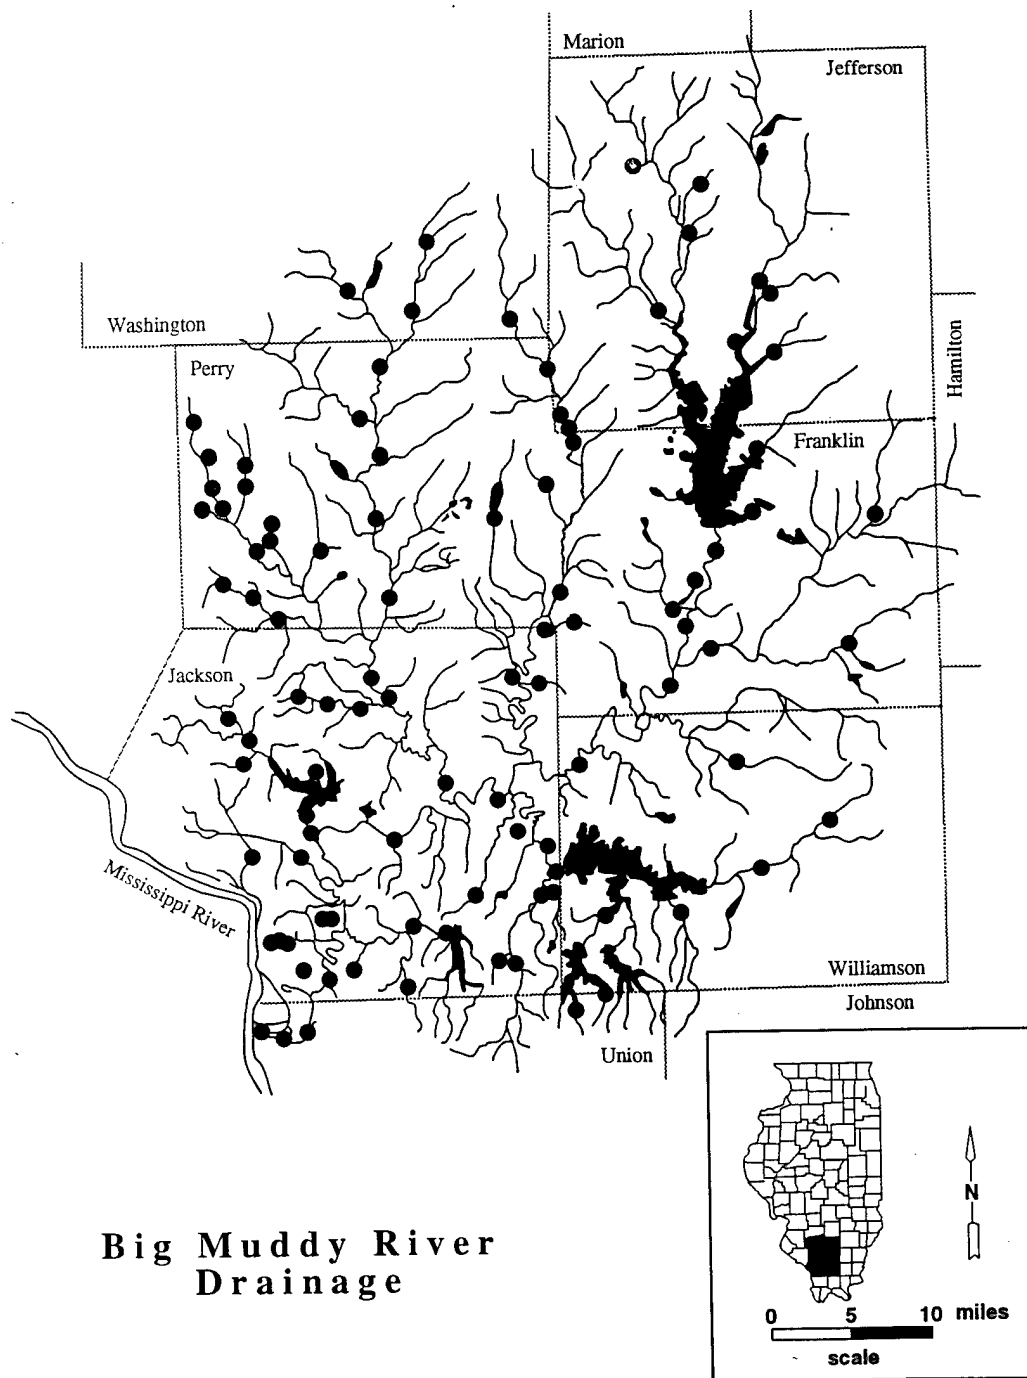 Marion
Jefferson
Washington
Perry
Hamilton
Franklin
Jackson
Mississippi River
Williamson
Johnson
Union
Big Muddy River
Drainage
N
0 5 10 miles
scale